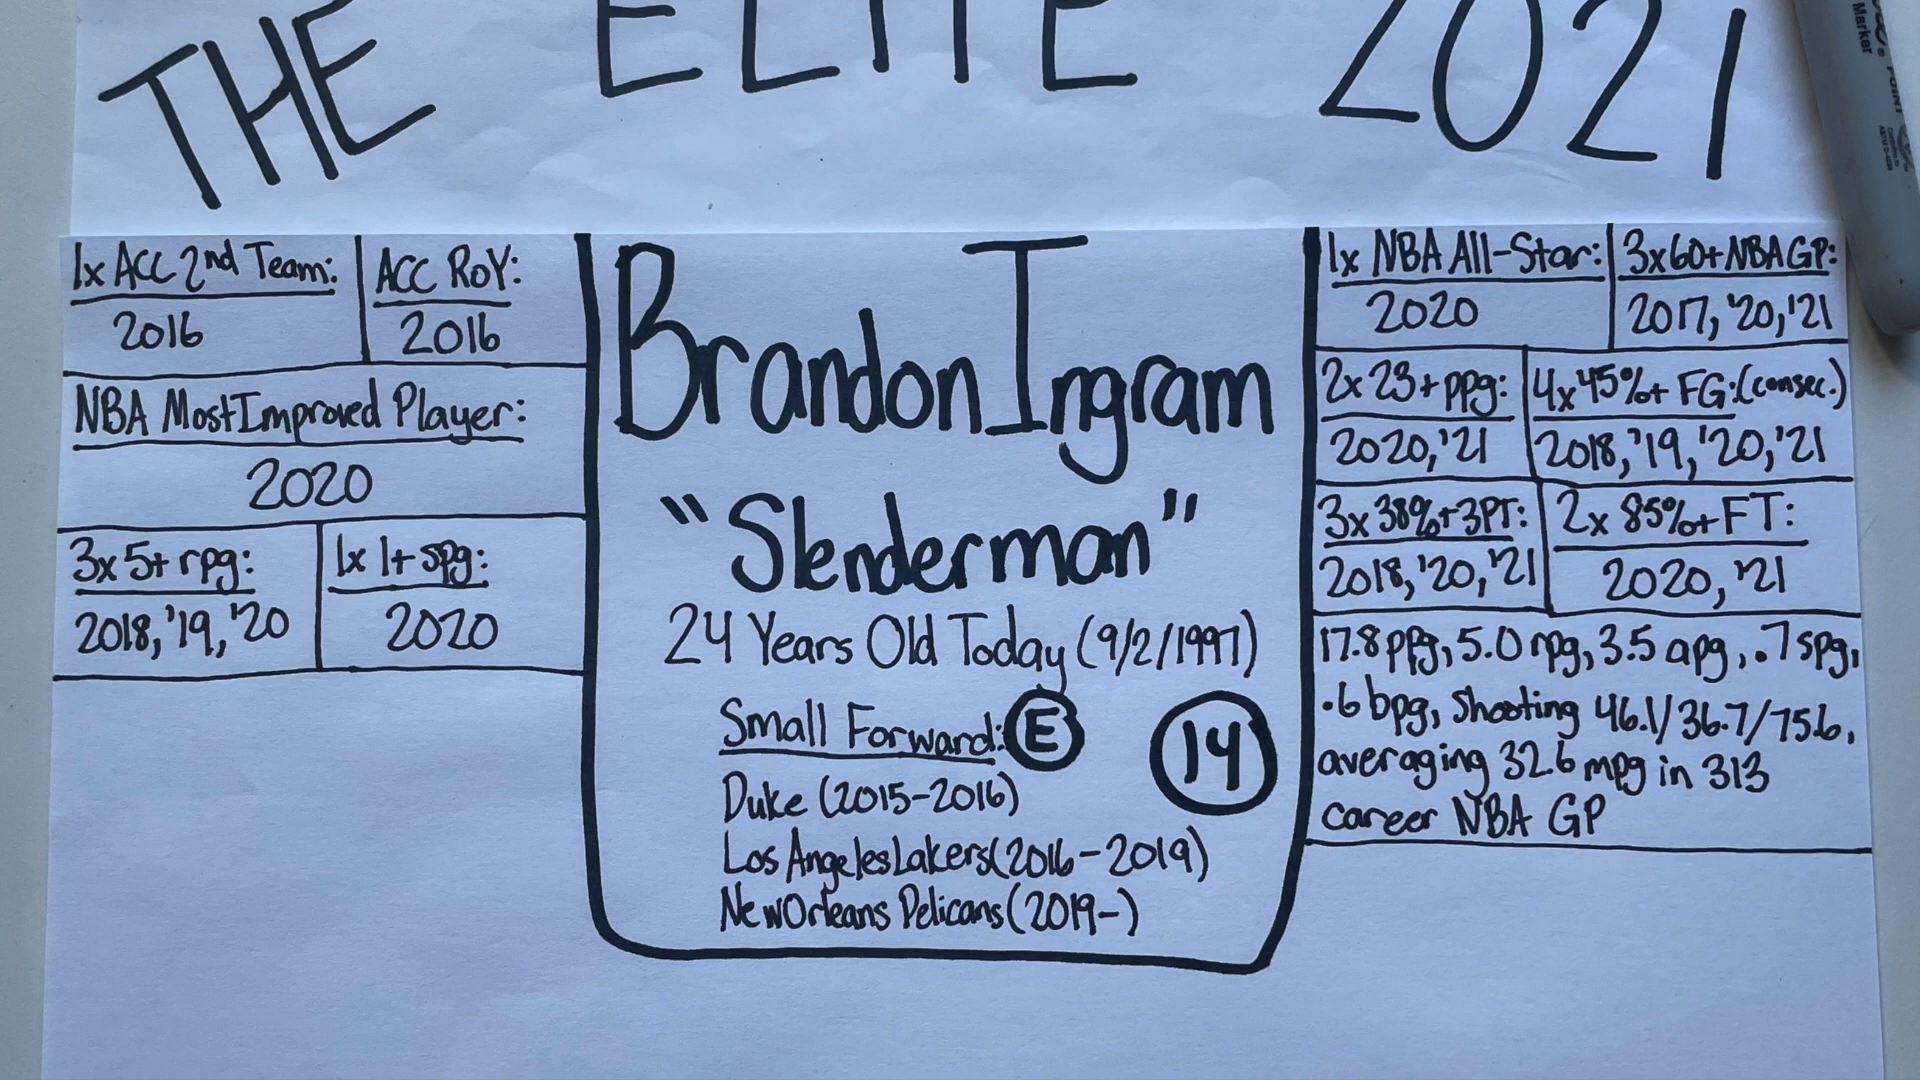 THE ELITE 2021
1x ACC 2nd Team:
2016
ACC RoY:
2016
NBA Most Improved Player:
2020
3x 5+ rpg:
2018, '19, '20
1x 1+ spg:
2020
Brandon Ingram
"Slenderman"
24 Years Old Today (9/2/1997)
Small Forward: E
14
Duke (2015-2016)
Los Angeles Lakers (2016-2019)
New Orleans Pelicans (2019-)
1x NBA All-Star:
2020
3x60+ NBA GP:
2017, '20, '21
2x 23+ ppg:
2020, '21
4x 45%+ FG: (consec.)
2018, '19, '20, '21
3x 38%+ 3PT:
2018, '20, '21
2x 85%+ FT:
2020, '21
17.8 ppg, 5.0 rpg, 3.5 apg, .7 spg,
.6 bpg, shooting 46.1/36.7/75.6,
averaging 32.6 mpg in 313
career NBA GP
Marker
POINT